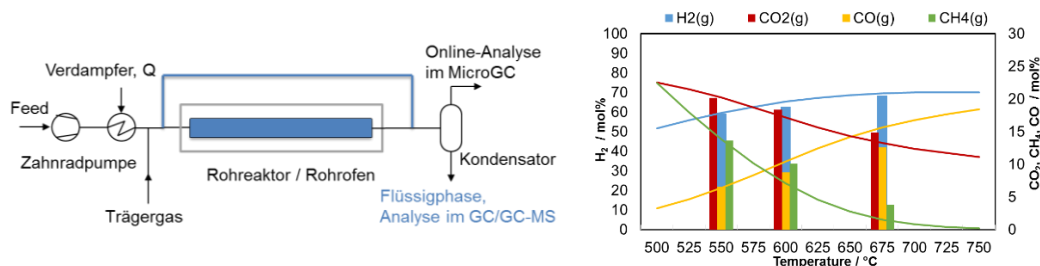 Verdampfer, Q
Feed
Zahnradpumpe
Trägergas
Rohreaktor / Rohrofen
Online-Analyse
im MicroGC
Kondensator
Flüssigphase,
Analyse im GC/GC-MS
H2(g) CO2(g) CO(g) CH4(g)
100
90
80
70
60
50
40
30
20
10
0
H₂ / mol%
30
25
20
15
10
5
0
CO₂, CH₄, CO / mol%
500 525 550 575 600 625 650 675 700 725 750
Temperature / °C